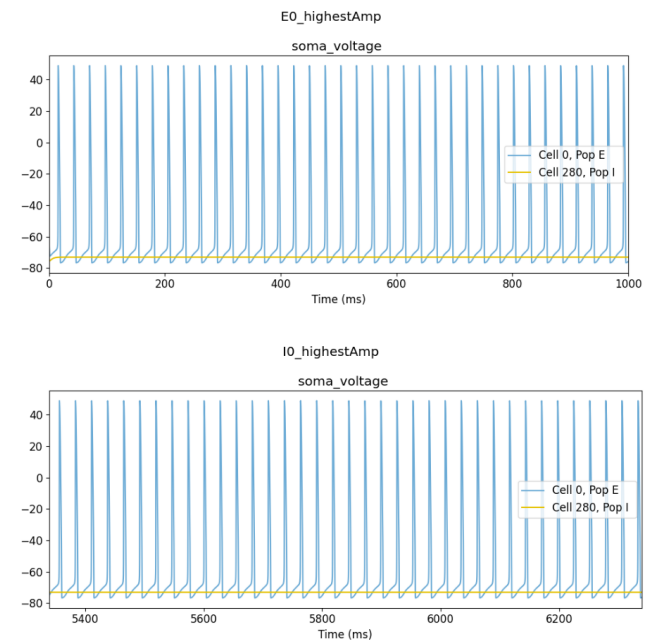 E0_highestAmp
soma_voltage
40
20
0
−20
−40
−60
−80
Cell 0, Pop E
Cell 280, Pop I
0 200 400 600 800 1000
Time (ms)
I0_highestAmp
soma_voltage
40
20
0
−20
−40
−60
−80
Cell 0, Pop E
Cell 280, Pop I
5400 5600 5800 6000 6200
Time (ms)